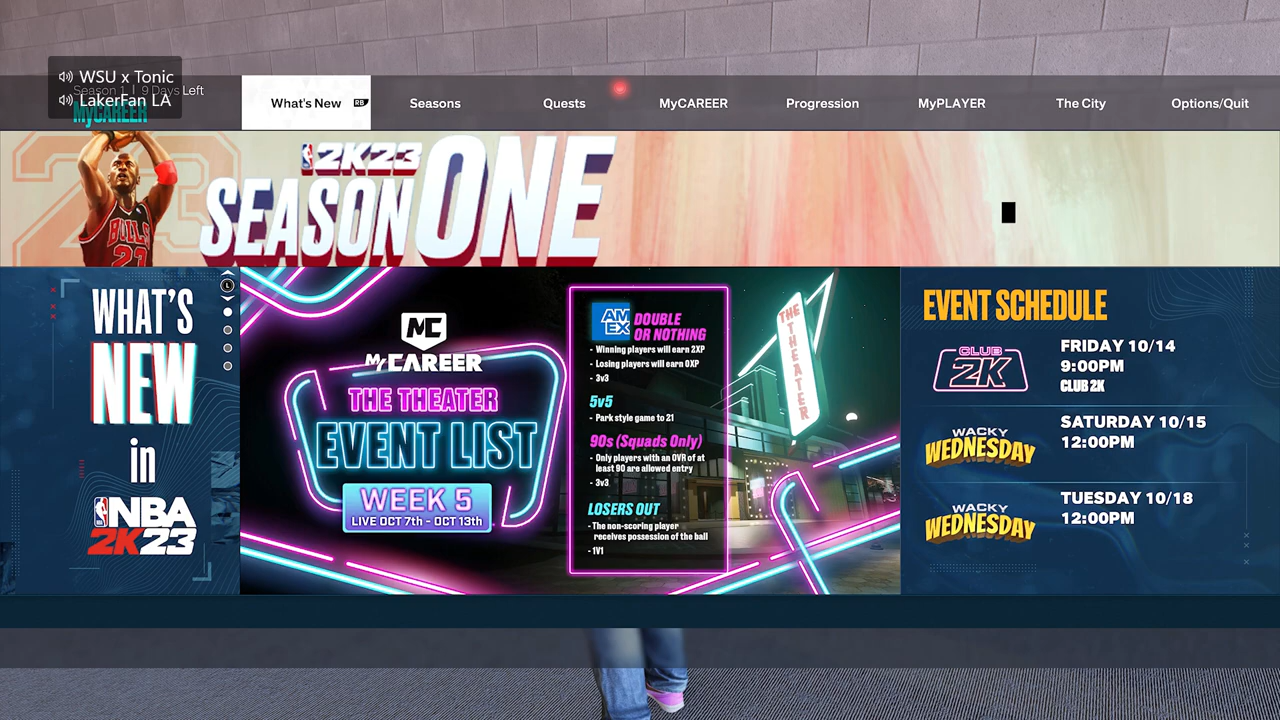 WSU x Tonic
Season 1 | 9 Days Left
LakerFan LA
MyCAREER
What's New RB
Seasons
Quests
MyCAREER
Progression
MyPLAYER
The City
Options/Quit
23
BULLS
23
2K23
SEASON ONE
WHAT'S
NEW
in
NBA
2K23
L
MC
MyCAREER
THE THEATER
EVENT LIST
WEEK 5
LIVE OCT 7th - OCT 13th
AM
EX
DOUBLE
OR NOTHING
- Winning players will earn 2XP
- Losing players will earn 0XP
- 3v3
5v5
- Park style game to 21
90s (Squads Only)
- Only players with an OVR of at
least 90 are allowed entry
- 3v3
LOSERS OUT
- The non-scoring player
receives possession of the ball
- 1V1
THE THEATER
EVENT SCHEDULE
CLUB
2K
FRIDAY 10/14
9:00PM
CLUB 2K
WACKY
WEDNESDAY
SATURDAY 10/15
12:00PM
WACKY
WEDNESDAY
TUESDAY 10/18
12:00PM